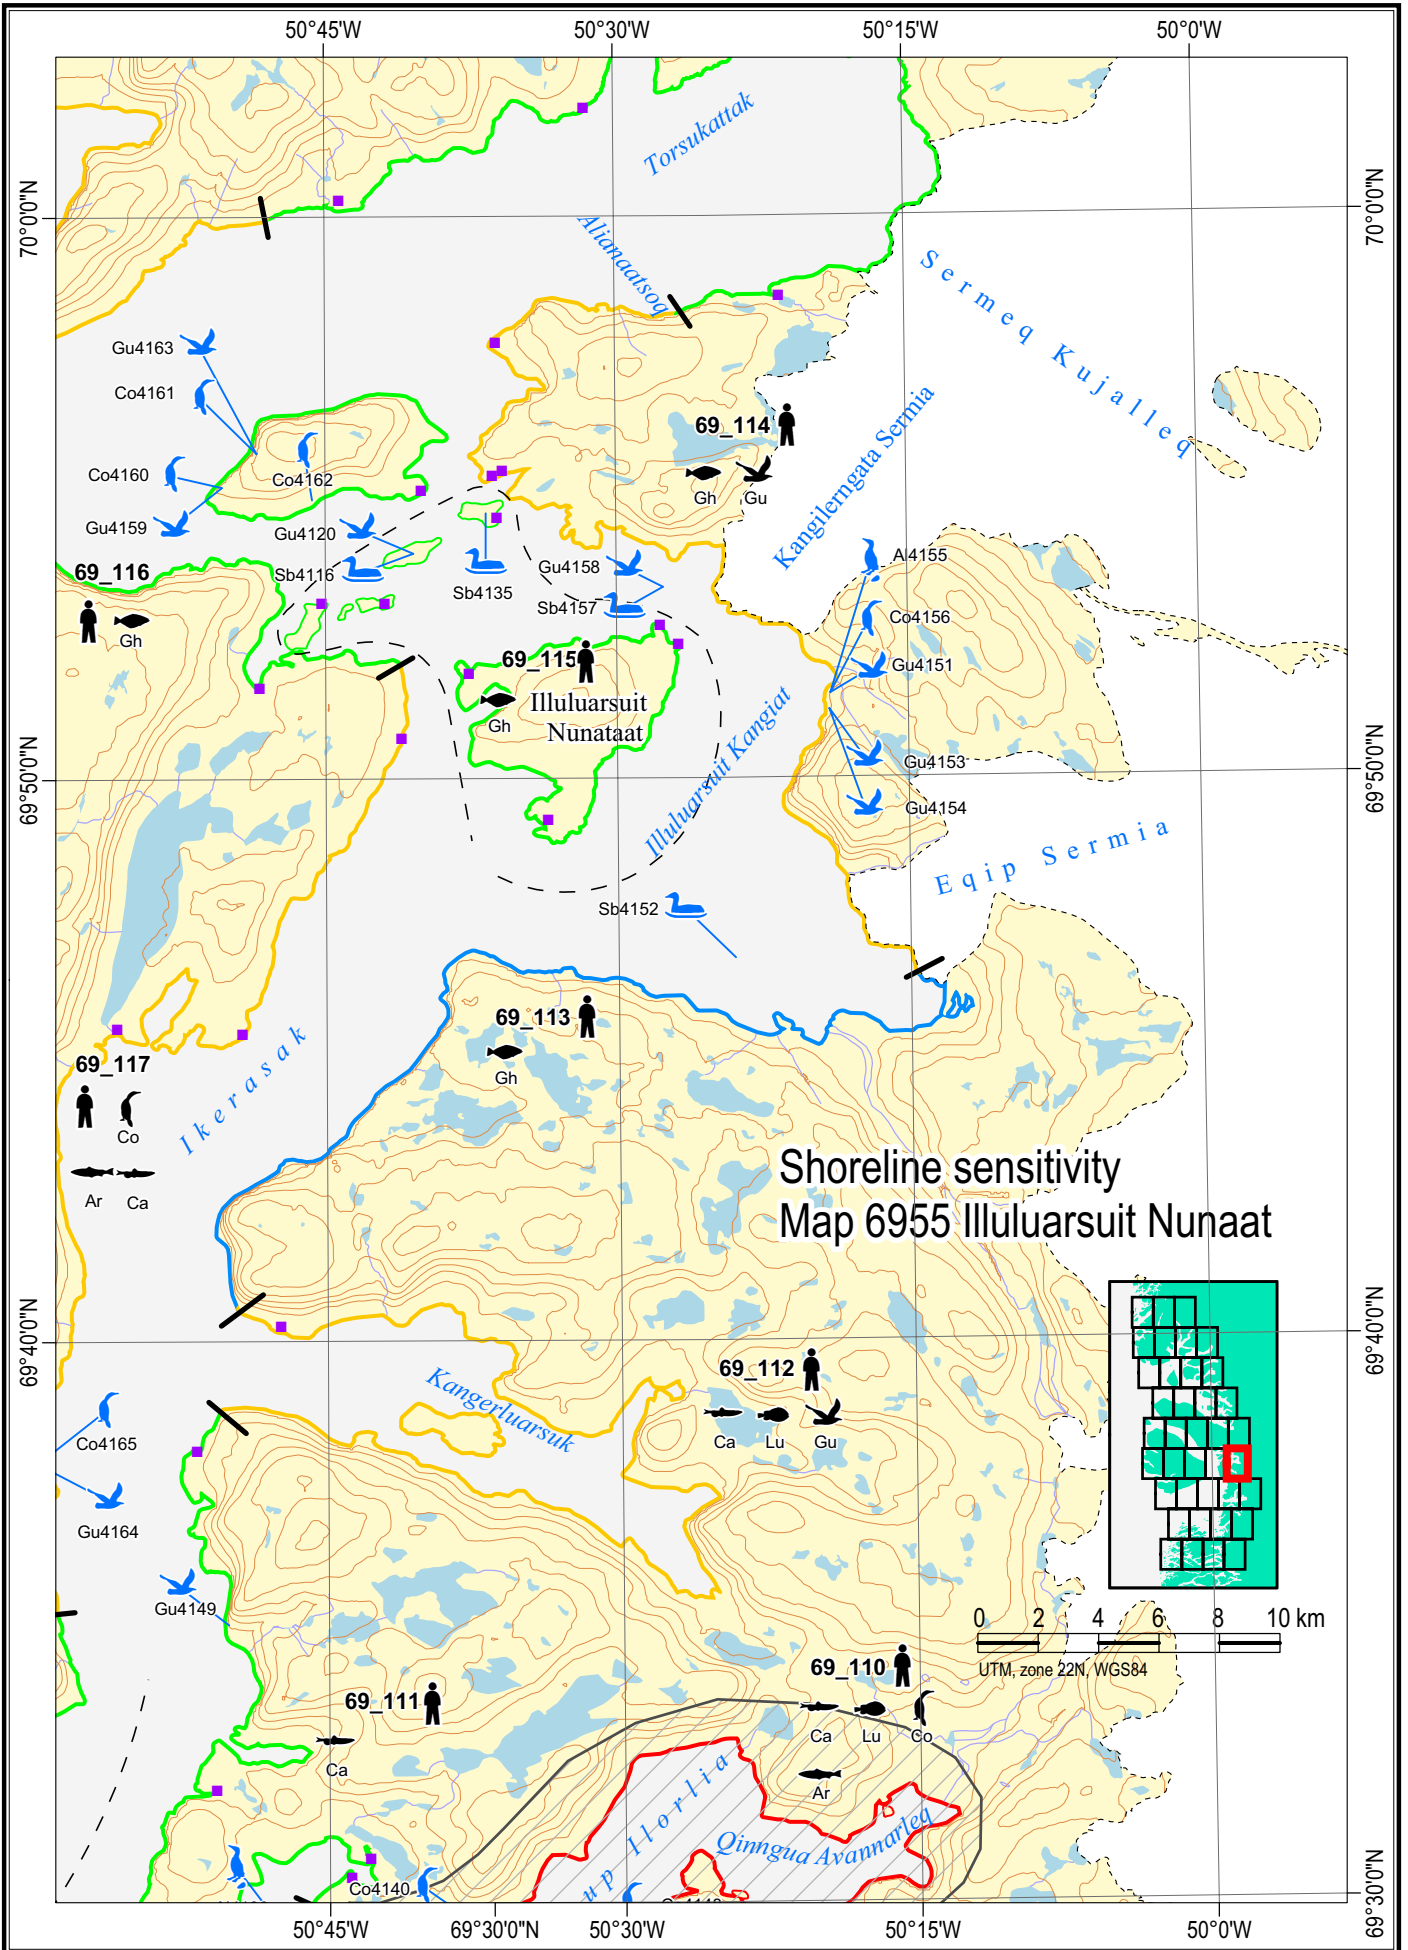 50°45'W
50°30'W
50°15'W
50°0'W
70°0'0"N
70°0'0"N
Torsukattak
Alianaatsoq
Sermeq Kujalleq
Gu4163
Co4161
Co4160
Co4162
Gu4159
Gu4120
Sb4116
Sb4135
69_114
Gh
Gu
Kangilerngata Sermia
Gu4158
Sb4157
Al4155
Co4156
Gu4151
Gu4153
Gu4154
69_116
Gh
69_115
Gh
Illuluarsuit
Nunataat
Illuluarsuit Kangiat
69°50'0"N
69°50'0"N
Eqip Sermia
Sb4152
69_113
Gh
69_117
Co
Ar
Ca
Ikerasak
Shoreline sensitivity
Map 6955 Illuluarsuit Nunaat
69°40'0"N
69°40'0"N
Kangerluarsuk
69_112
Ca
Lu
Gu
Co4165
Gu4164
Gu4149
0
2
4
6
8
10 km
UTM, zone 22N, WGS84
69_110
Ca
Lu
Co
Ar
69_111
Ca
up Ilorlia
Qinngua Avannarleq
Co4140
69°30'0"N
50°45'W
69°30'0"N
50°30'W
50°15'W
50°0'W